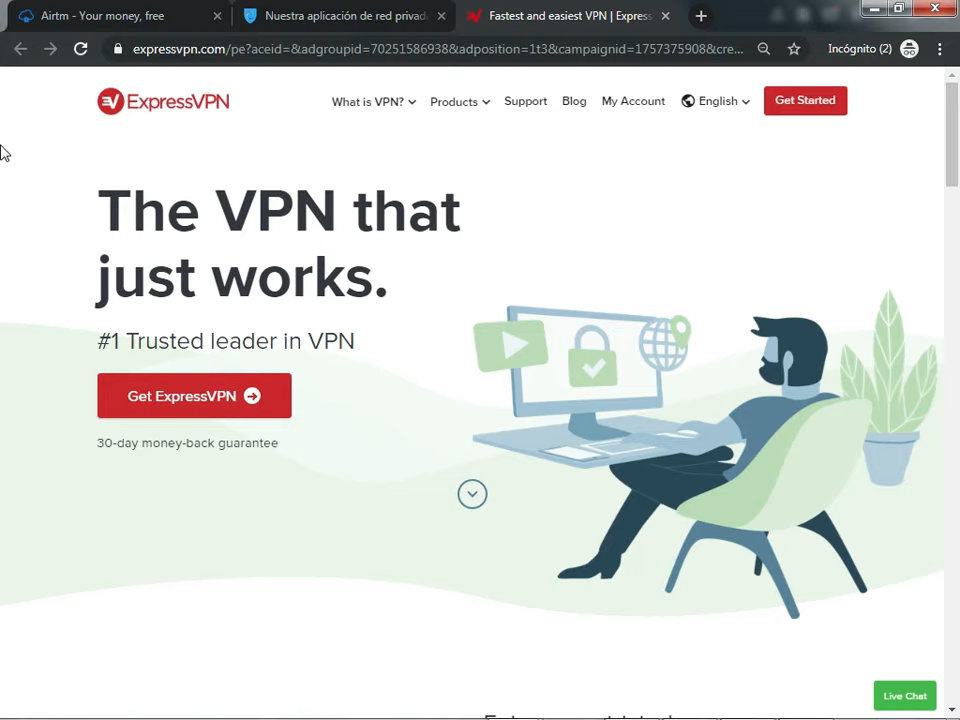 Airtm - Your money, free
Nuestra aplicación de red privad
Fastest and easiest VPN | Express
expressvpn.com/pe?aceid=&adgroupid=70251586938&adposition=1t3&campaignid=1757375908&cre...
Incógnito (2)
ExpressVPN
What is VPN?
Products
Support
Blog
My Account
English
Get Started
The VPN that
just works.
#1 Trusted leader in VPN
Get ExpressVPN
30-day money-back guarantee
Live Chat